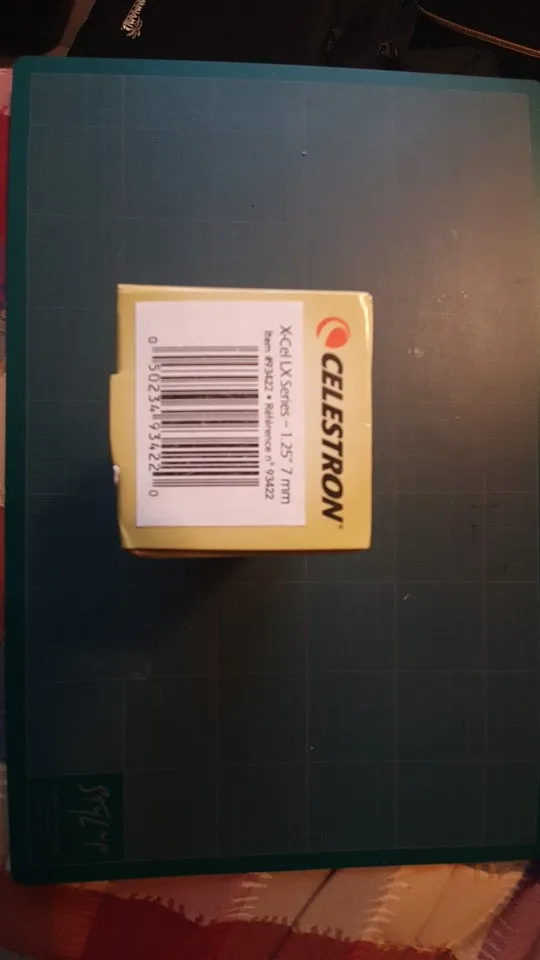 CELESTRON
X-Cel LX Series – 1.25" 7 mm
Item #93422 • Référence n° 93422
0 50234 93422 0